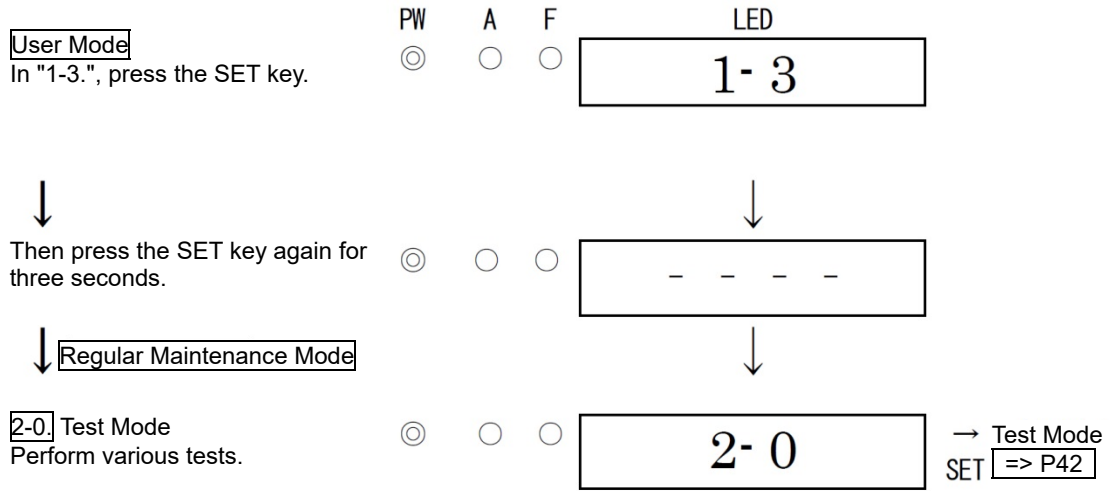 PW A F LED
User Mode
In "1-3.", press the SET key.
1- 3
Then press the SET key again for
three seconds.
- - - -
Regular Maintenance Mode
2-0. Test Mode
Perform various tests.
2- 0
→ Test Mode
SET => P42